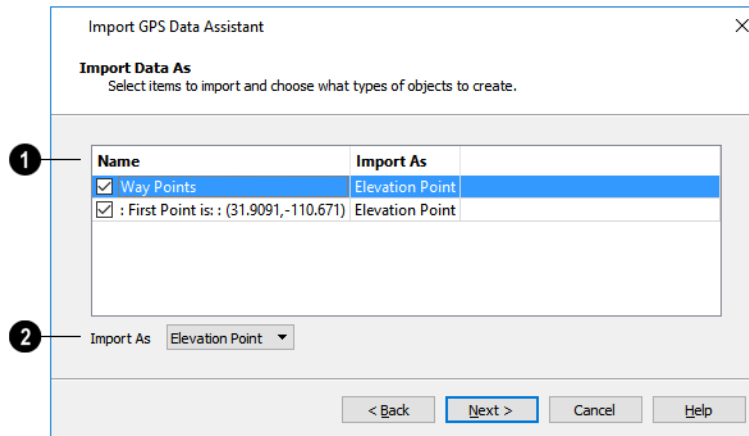 Import GPS Data Assistant
Import Data As
Select items to import and choose what types of objects to create.
1
Name Import As
Way Points Elevation Point
: First Point is: : (31.9091,-110.671) Elevation Point
2
Import As Elevation Point
< Back Next > Cancel Help